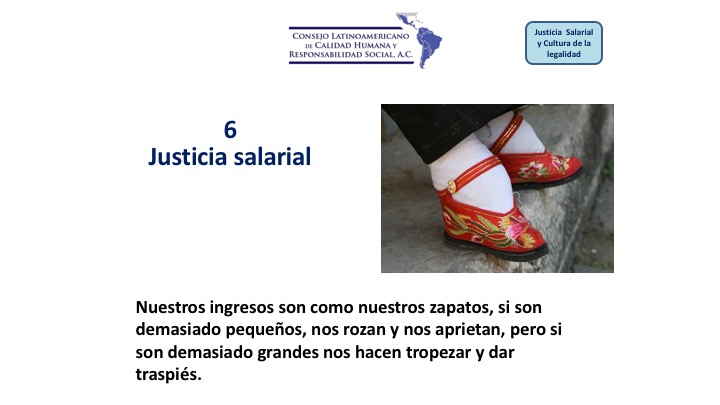 CONSEJO LATINOAMERICANO
DE CALIDAD HUMANA Y
RESPONSABILIDAD SOCIAL, A.C.
Justicia Salarial
y Cultura de la
legalidad
6
Justicia salarial
Nuestros ingresos son como nuestros zapatos, si son
demasiado pequeños, nos rozan y nos aprietan, pero si
son demasiado grandes nos hacen tropezar y dar
traspiés.